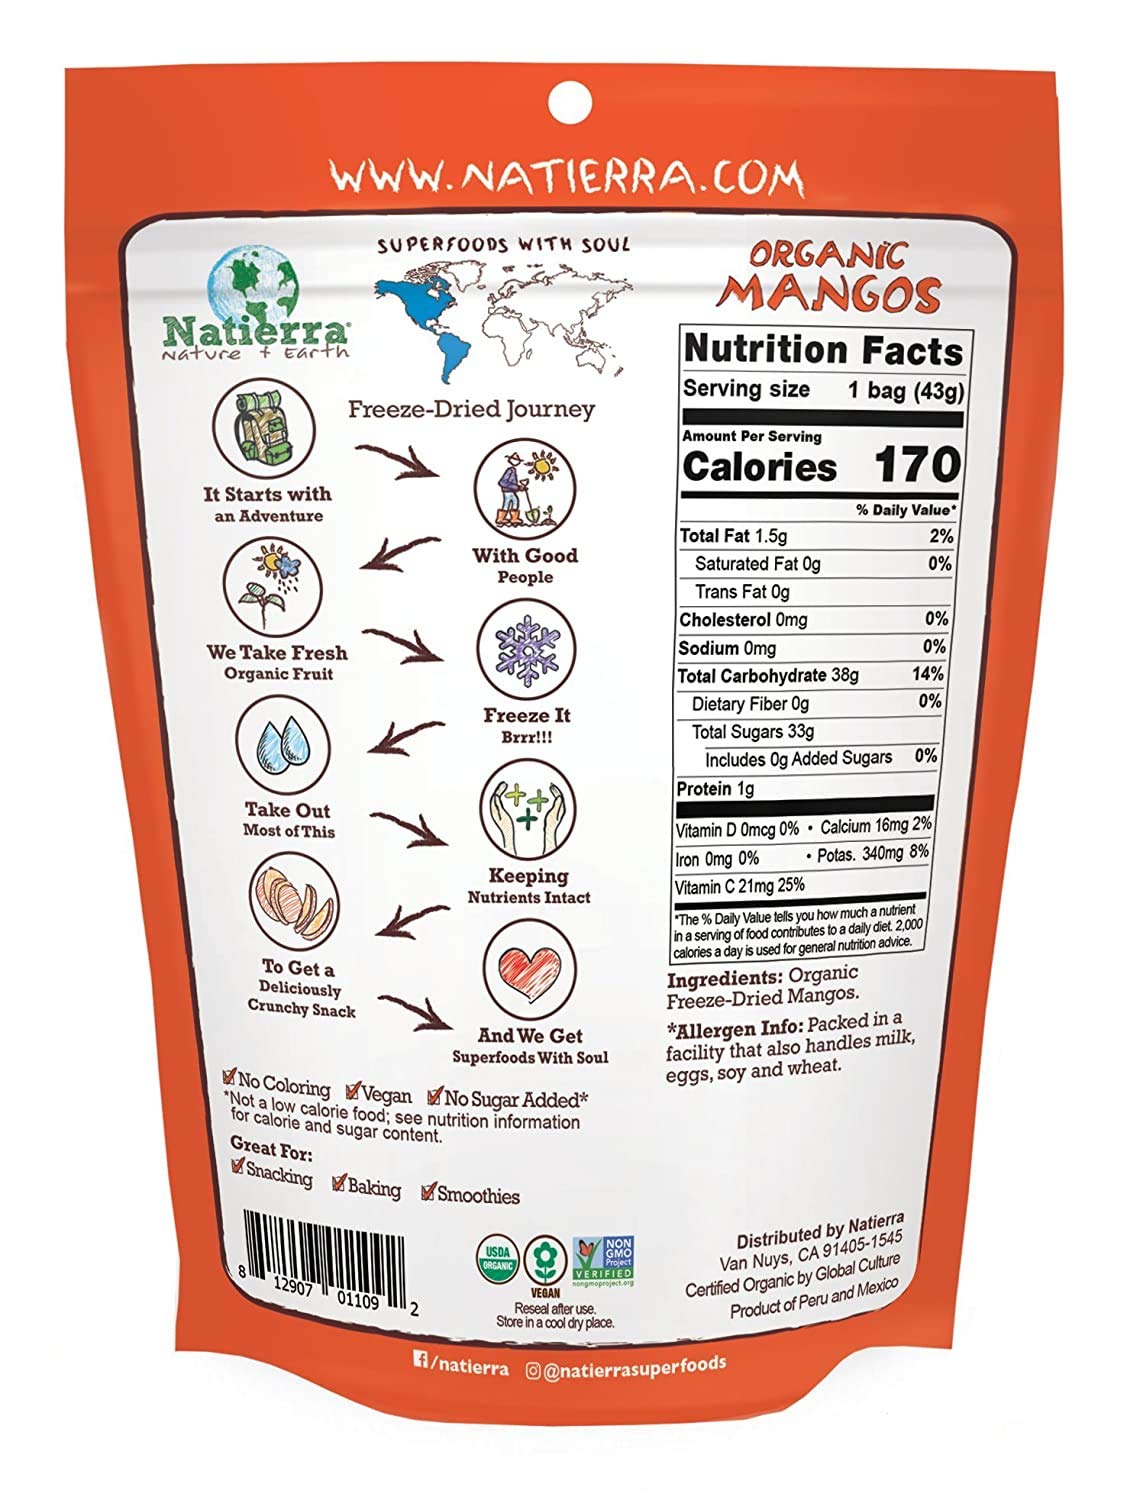 WWW.NATIERRA.COM
Natierra®
Nature + Earth
SUPERFOODS WITH SOUL
Freeze-Dried Journey
It Starts with
an Adventure
With Good
People
We Take Fresh
Organic Fruit
Freeze It
Brrr!!!
Take Out
Most of This
Keeping
Nutrients Intact
To Get a
Deliciously
Crunchy Snack
And We Get
Superfoods With Soul
No Coloring Vegan No Sugar Added*
*Not a low calorie food; see nutrition information
for calorie and sugar content.
Great For:
Snacking Baking Smoothies
8 12907 01109 2
USDA
ORGANIC
VEGAN
NON
GMO
Project
VERIFIED
nongmoproject.org
Reseal after use.
Store in a cool dry place.
ORGANIC
MANGOS
Nutrition Facts
Serving size 1 bag (43g)
Amount Per Serving
Calories 170
% Daily Value*
Total Fat 1.5g 2%
Saturated Fat 0g 0%
Trans Fat 0g
Cholesterol 0mg 0%
Sodium 0mg 0%
Total Carbohydrate 38g 14%
Dietary Fiber 0g 0%
Total Sugars 33g
Includes 0g Added Sugars 0%
Protein 1g
Vitamin D 0mcg 0% • Calcium 16mg 2%
Iron 0mg 0% • Potas. 340mg 8%
Vitamin C 21mg 25%
*The % Daily Value tells you how much a nutrient
in a serving of food contributes to a daily diet. 2,000
calories a day is used for general nutrition advice.
Ingredients: Organic
Freeze-Dried Mangos.
*Allergen Info: Packed in a
facility that also handles milk,
eggs, soy and wheat.
Distributed by Natierra
Van Nuys, CA 91405-1545
Certified Organic by Global Culture
Product of Peru and Mexico
f/natierra @natierrasuperfoods